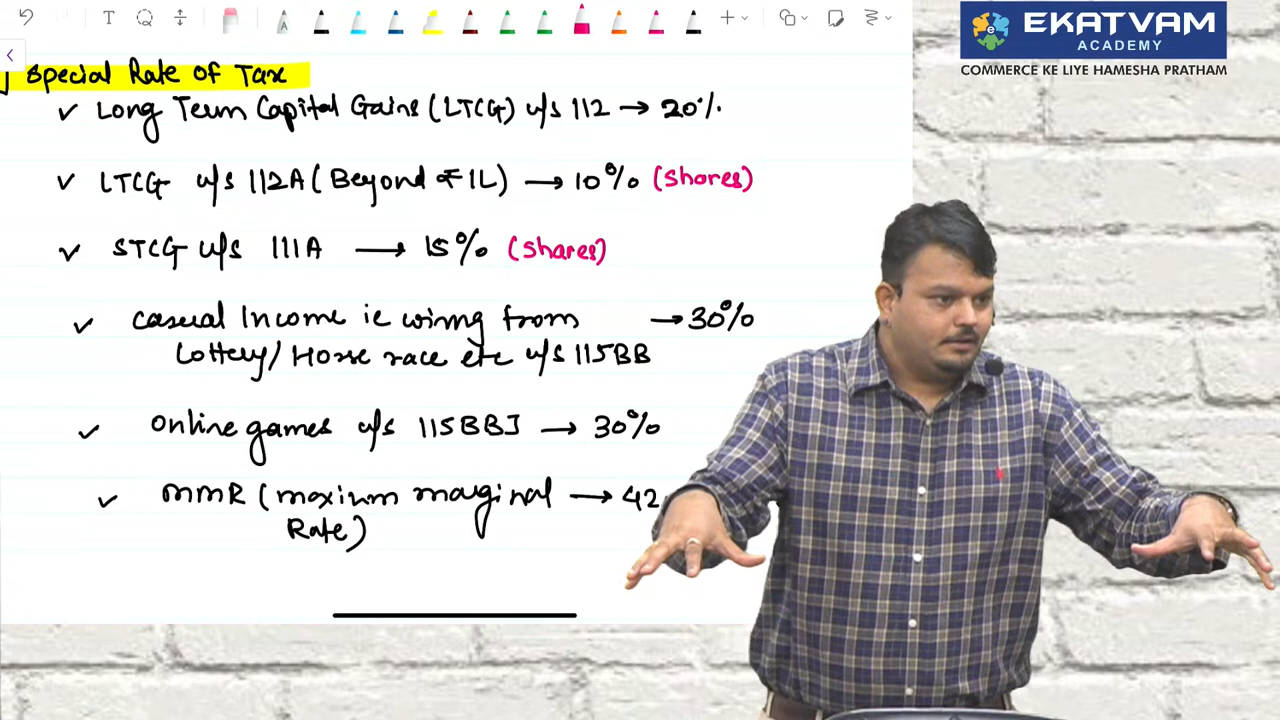 EKATVAM
ACADEMY
COMMERCE KE LIYE HAMESHA PRATHAM
Special Rate of Tax
✓ Long Term Capital Gains (LTCG) u/s 112 → 20%
✓ LTCG u/s 112A (Beyond ₹1L) → 10% (shares)
✓ STCG u/s 111A → 15% (shares)
✓ Casual Income ie wining from → 30%
Lottery/ Horse race etc u/s 115BB
✓ Online games u/s 115BBJ → 30%
✓ MMR (maxium marginal → 42
Rate)